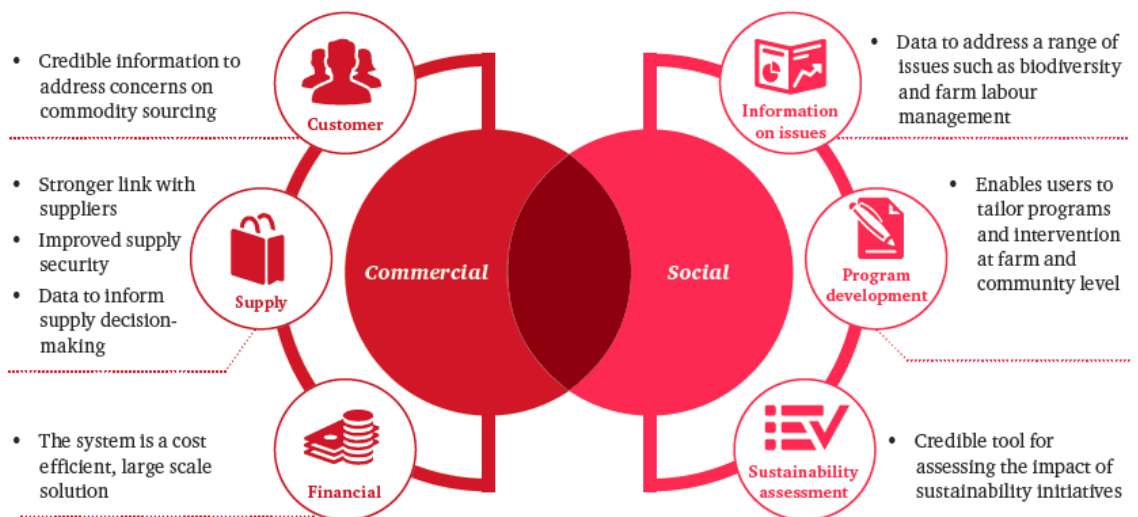 • Credible information to
address concerns on
commodity sourcing
Customer
• Stronger link with
suppliers
• Improved supply
security
• Data to inform
supply decision-
making
Supply
• The system is a cost
efficient, large scale
solution
Financial
Commercial
Social
Information
on issues
• Data to address a range of
issues such as biodiversity
and farm labour
management
Program
development
• Enables users to
tailor programs
and intervention
at farm and
community level
Sustainability
assessment
• Credible tool for
assessing the impact of
sustainability initiatives